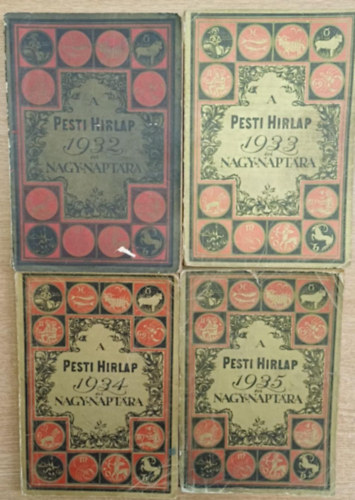 A
PESTI HIRLAP
1932
NAGY-NAPTÁRA
A
PESTI HIRLAP
1933
NAGY-NAPTÁRA
A
PESTI HIRLAP
1934
NAGY-NAPTÁRA
A
PESTI HIRLAP
1935
NAGY-NAPTÁRA